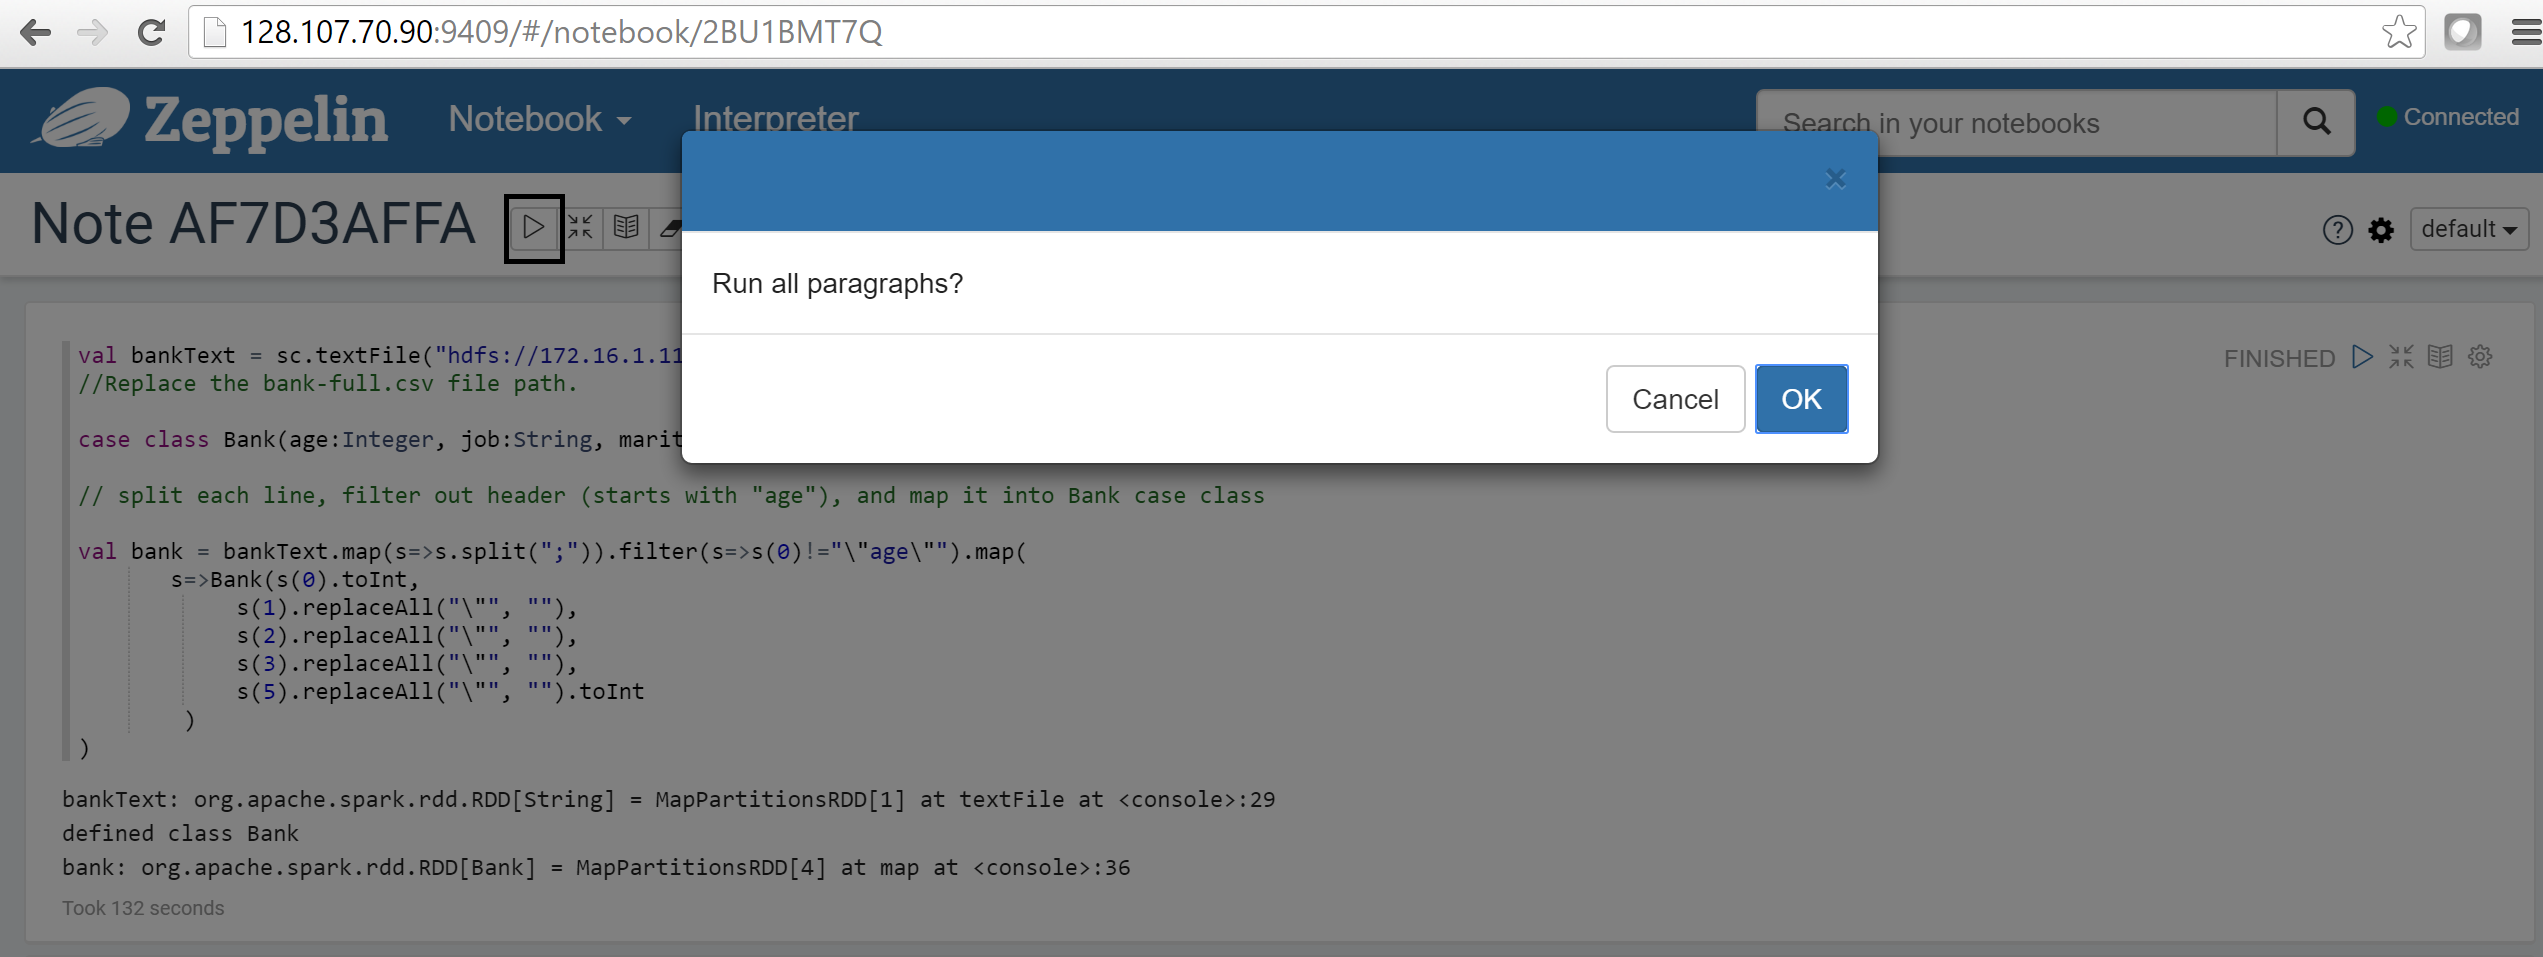 128.107.70.90:9409/#/notebook/2BU1BMT7Q
Zeppelin Notebook Interpreter Search in your notebooks Connected
Note AF7D3AFFA default
Run all paragraphs?
Cancel OK
FINISHED
val bankText = sc.textFile("hdfs://172.16.1.11
//Replace the bank-full.csv file path.
case class Bank(age:Integer, job:String, marit
// split each line, filter out header (starts with "age"), and map it into Bank case class
val bank = bankText.map(s=>s.split(";")).filter(s=>s(0)!="\"age\"").map(
s=>Bank(s(0).toInt,
s(1).replaceAll("\"", ""),
s(2).replaceAll("\"", ""),
s(3).replaceAll("\"", ""),
s(5).replaceAll("\"", "").toInt
)
)
bankText: org.apache.spark.rdd.RDD[String] = MapPartitionsRDD[1] at textFile at <console>:29
defined class Bank
bank: org.apache.spark.rdd.RDD[Bank] = MapPartitionsRDD[4] at map at <console>:36
Took 132 seconds